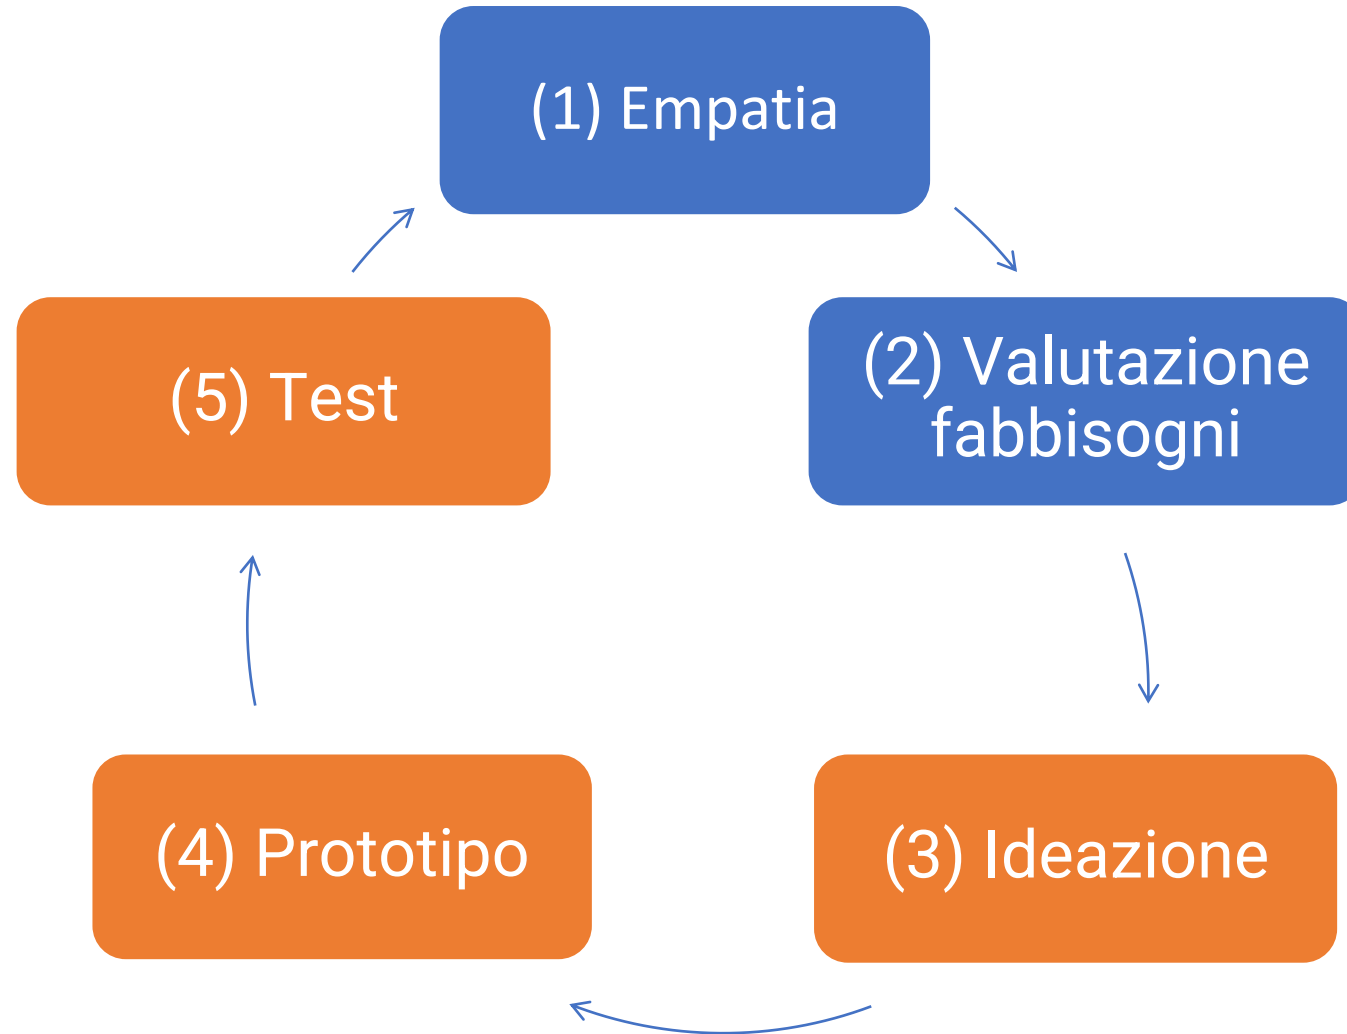 (1) Empatia
(2) Valutazione
fabbisogni
(3) Ideazione
(4) Prototipo
(5) Test